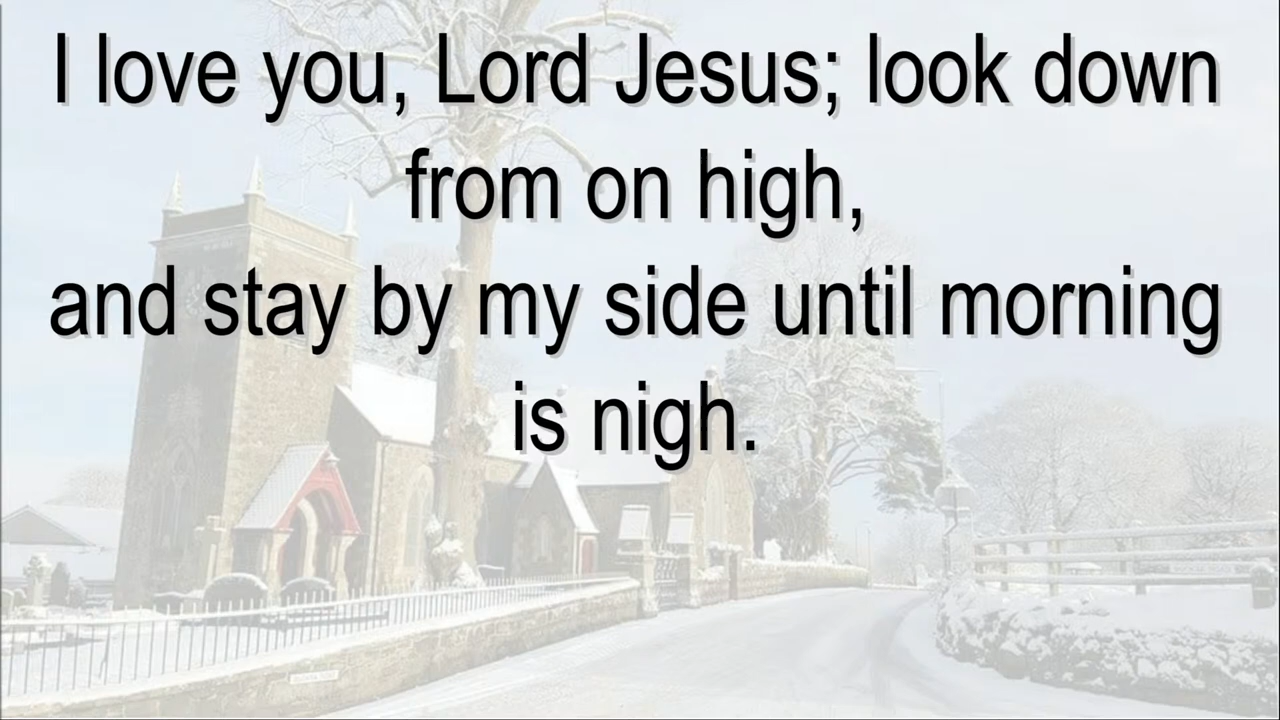 I love you, Lord Jesus; look down
from on high,
and stay by my side until morning
is nigh.